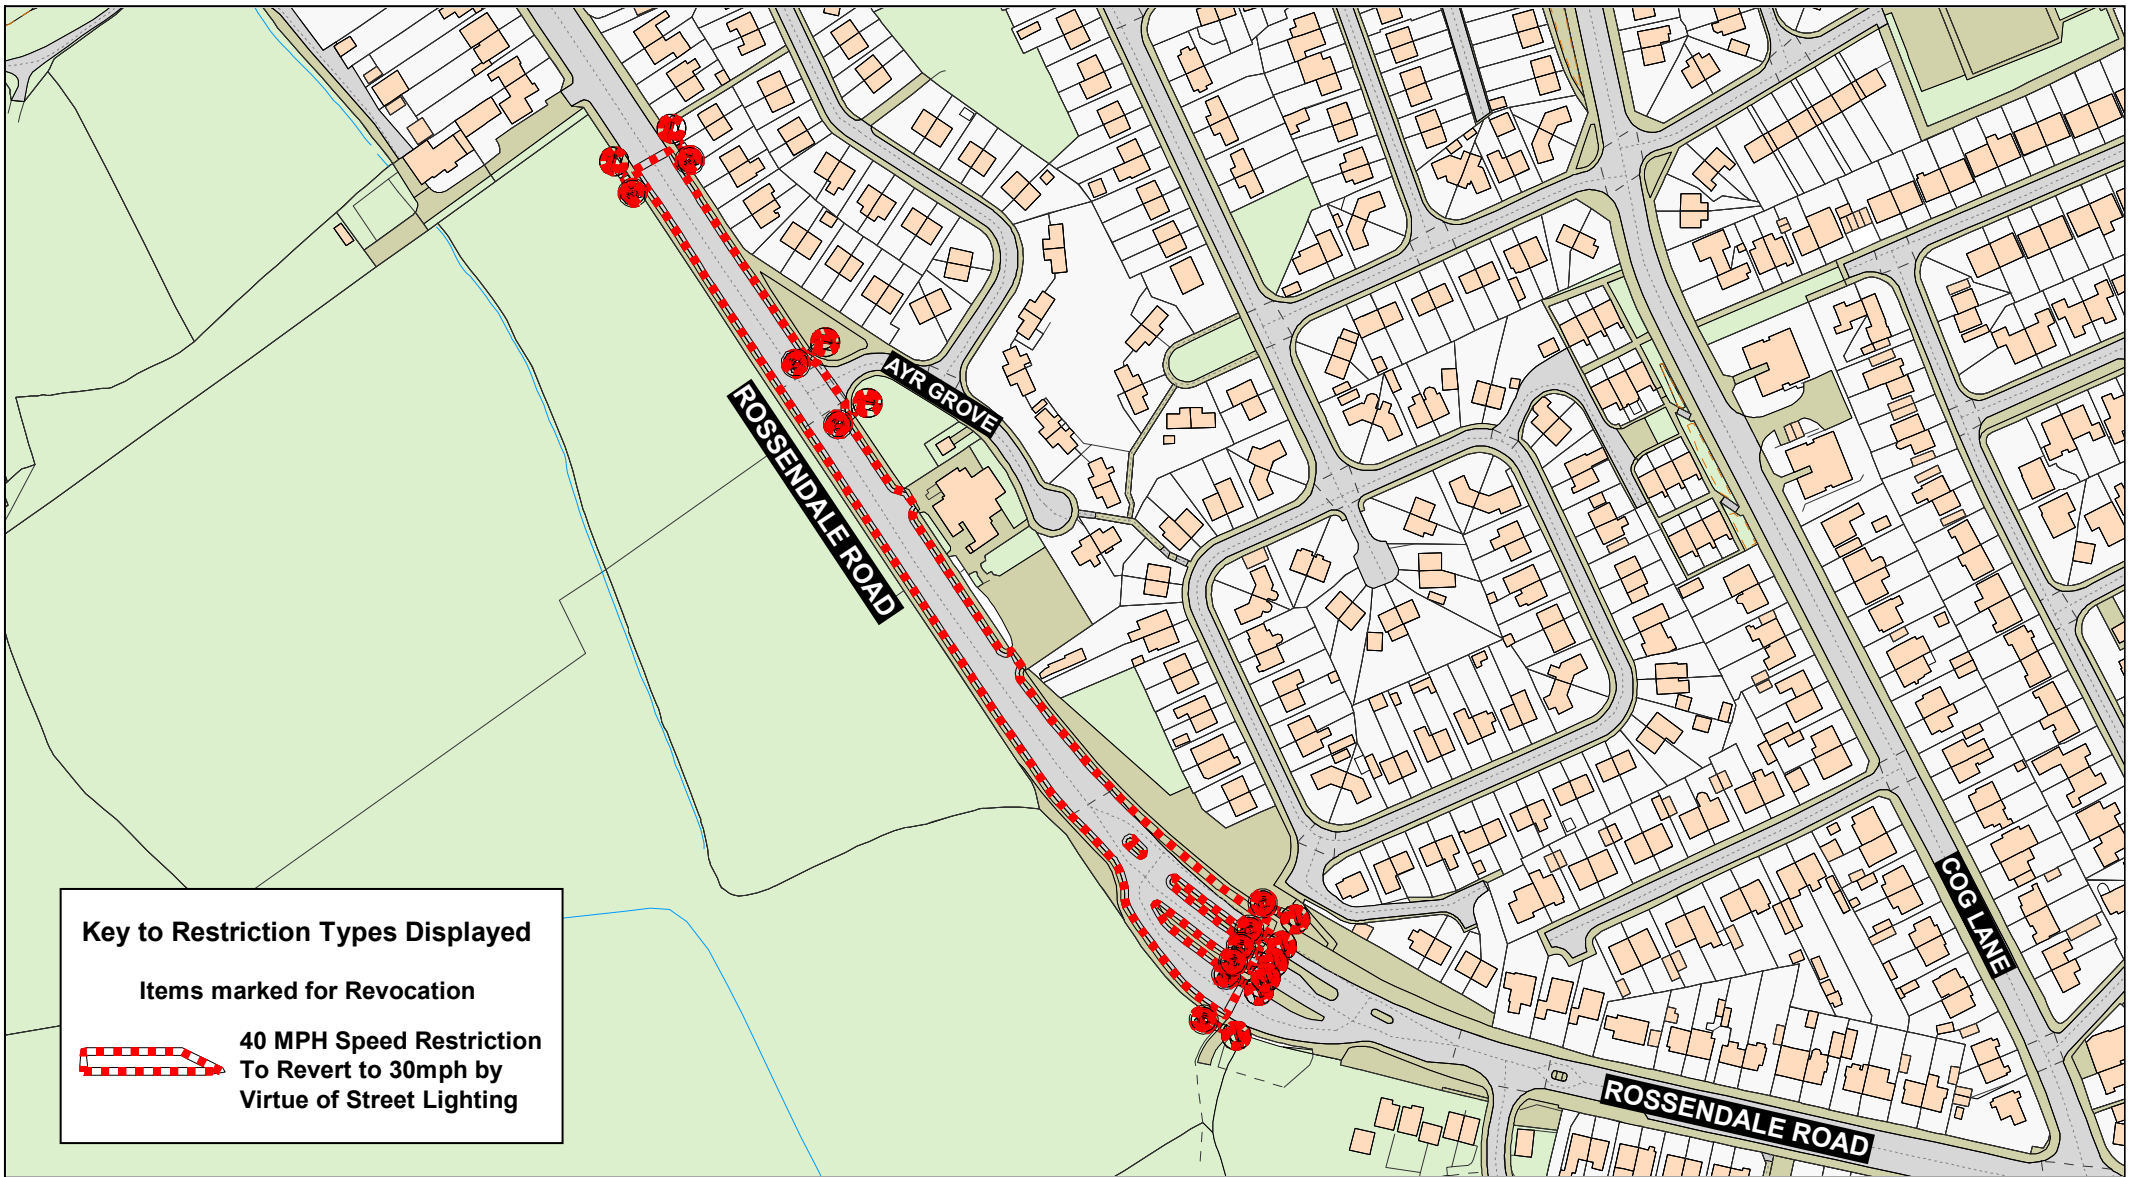 AYR GROVE
ROSSENDALE ROAD
COG LANE
ROSSENDALE ROAD
Key to Restriction Types Displayed
Items marked for Revocation
40 MPH Speed Restriction
To Revert to 30mph by
Virtue of Street Lighting